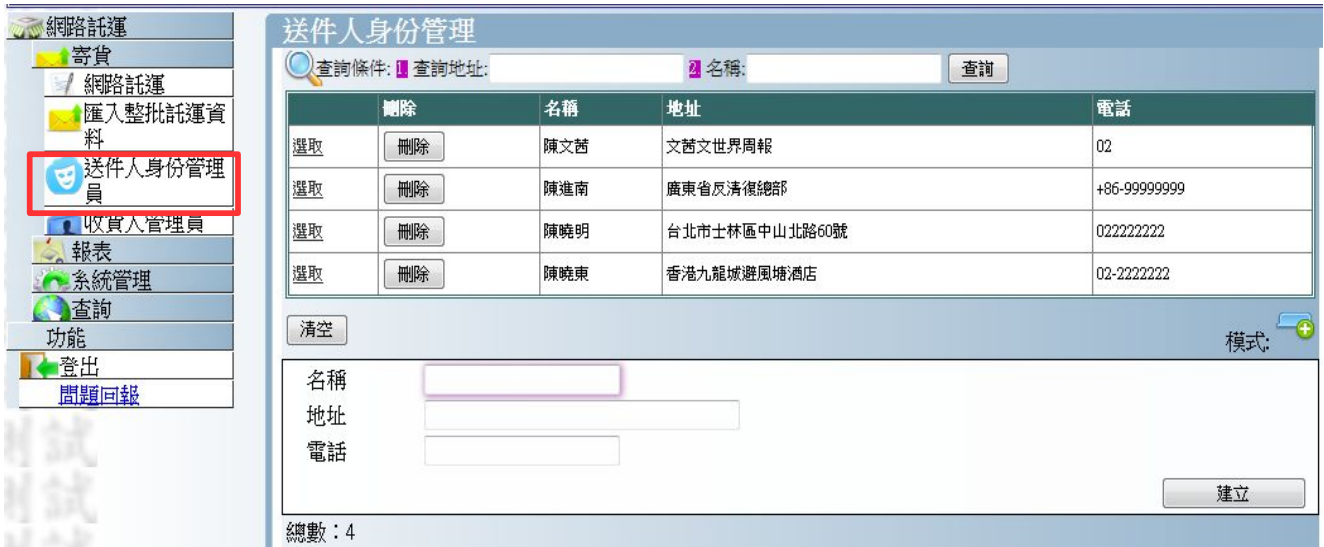 網路託運
寄貨
網路託運
匯入整批託運資
料
送件人身份管理
員
收貨人管理員
報表
系統管理
查詢
功能
登出
問題回報
測試
測試
測試
送件人身份管理
查詢條件: 1. 查詢地址: 2. 名稱: 查詢
刪除 名稱 地址 電話
選取 刪除 陳文茜 文茜文世界周報 02
選取 刪除 陳進南 廣東省反清復總部 +86-99999999
選取 刪除 陳曉明 台北市士林區中山北路60號 022222222
選取 刪除 陳曉東 香港九龍城避風塘酒店 02-2222222
清空 模式:
名稱
地址
電話
建立
總數：4